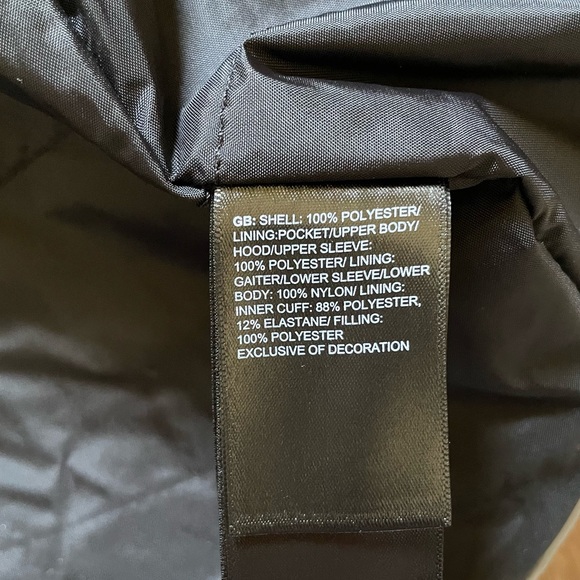 GB: SHELL: 100% POLYESTER/
LINING:POCKET/UPPER BODY/
HOOD/UPPER SLEEVE:
100% POLYESTER/ LINING:
GAITER/LOWER SLEEVE/LOWER
BODY: 100% NYLON/ LINING:
INNER CUFF: 88% POLYESTER,
12% ELASTANE/ FILLING:
100% POLYESTER
EXCLUSIVE OF DECORATION